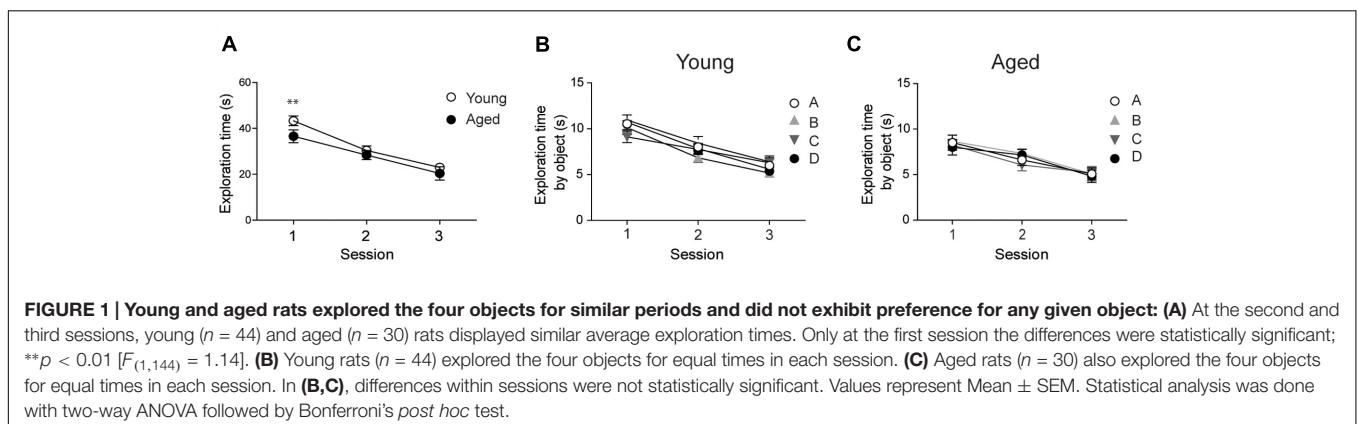 A
B
C
Young
Aged
60
40
20
0
**
Exploration time (s)
1 2 3
Session
Young
Aged
15
10
5
0
Exploration time
by object (s)
1 2 3
Session
A
B
C
D
15
10
5
0
Exploration time
by object (s)
1 2 3
Session
A
B
C
D
FIGURE 1 | Young and aged rats explored the four objects for similar periods and did not exhibit preference for any given object: (A) At the second and
third sessions, young (n = 44) and aged (n = 30) rats displayed similar average exploration times. Only at the first session the differences were statistically significant;
**p < 0.01 [F(1,144) = 1.14]. (B) Young rats (n = 44) explored the four objects for equal times in each session. (C) Aged rats (n = 30) also explored the four objects
for equal times in each session. In (B,C), differences within sessions were not statistically significant. Values represent Mean ± SEM. Statistical analysis was done
with two-way ANOVA followed by Bonferroni's post hoc test.